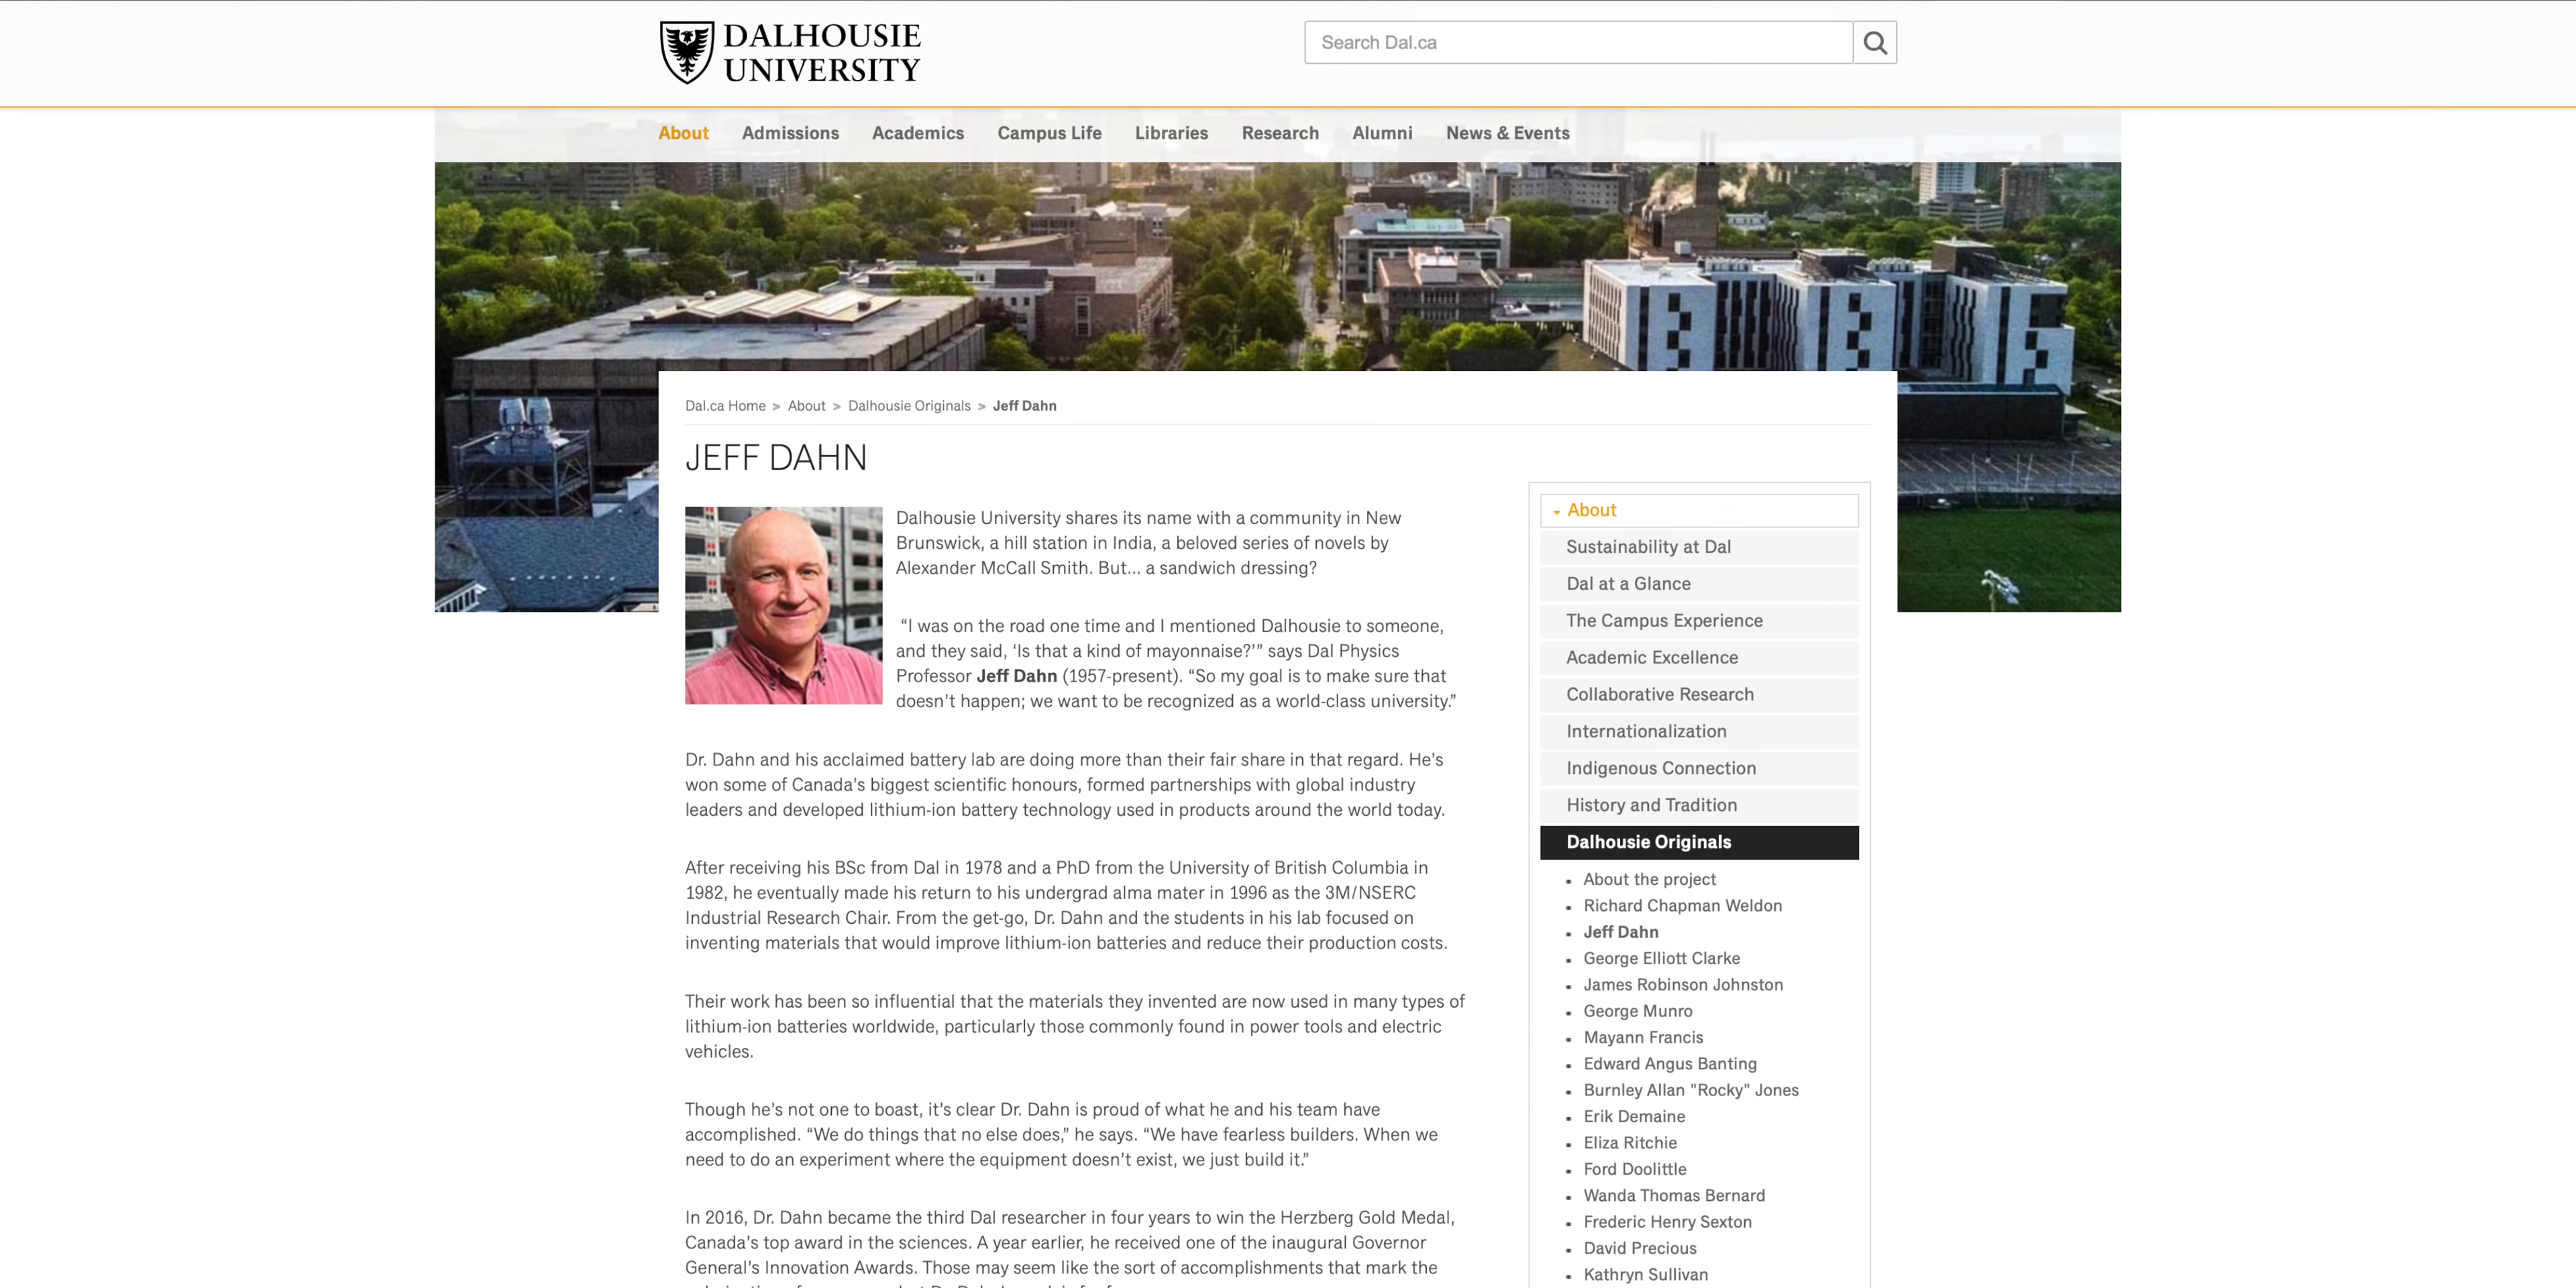 DALHOUSIE
UNIVERSITY
Search Dal.ca
About Admissions Academics Campus Life Libraries Research Alumni News & Events
Dal.ca Home > About > Dalhousie Originals > Jeff Dahn
JEFF DAHN
Dalhousie University shares its name with a community in New
Brunswick, a hill station in India, a beloved series of novels by
Alexander McCall Smith. But... a sandwich dressing?
“I was on the road one time and I mentioned Dalhousie to someone,
and they said, ‘Is that a kind of mayonnaise?’” says Dal Physics
Professor Jeff Dahn (1957-present). “So my goal is to make sure that
doesn’t happen; we want to be recognized as a world-class university.”
Dr. Dahn and his acclaimed battery lab are doing more than their fair share in that regard. He’s
won some of Canada’s biggest scientific honours, formed partnerships with global industry
leaders and developed lithium-ion battery technology used in products around the world today.
After receiving his BSc from Dal in 1978 and a PhD from the University of British Columbia in
1982, he eventually made his return to his undergrad alma mater in 1996 as the 3M/NSERC
Industrial Research Chair. From the get-go, Dr. Dahn and the students in his lab focused on
inventing materials that would improve lithium-ion batteries and reduce their production costs.
Their work has been so influential that the materials they invented are now used in many types of
lithium-ion batteries worldwide, particularly those commonly found in power tools and electric
vehicles.
Though he’s not one to boast, it’s clear Dr. Dahn is proud of what he and his team have
accomplished. “We do things that no else does,” he says. “We have fearless builders. When we
need to do an experiment where the equipment doesn’t exist, we just build it.”
In 2016, Dr. Dahn became the third Dal researcher in four years to win the Herzberg Gold Medal,
Canada’s top award in the sciences. A year earlier, he received one of the inaugural Governor
General’s Innovation Awards. Those may seem like the sort of accomplishments that mark the
About
Sustainability at Dal
Dal at a Glance
The Campus Experience
Academic Excellence
Collaborative Research
Internationalization
Indigenous Connection
History and Tradition
Dalhousie Originals
About the project
Richard Chapman Weldon
Jeff Dahn
George Elliott Clarke
James Robinson Johnston
George Munro
Mayann Francis
Edward Angus Banting
Burnley Allan "Rocky" Jones
Erik Demaine
Eliza Ritchie
Ford Doolittle
Wanda Thomas Bernard
Frederic Henry Sexton
David Precious
Kathryn Sullivan